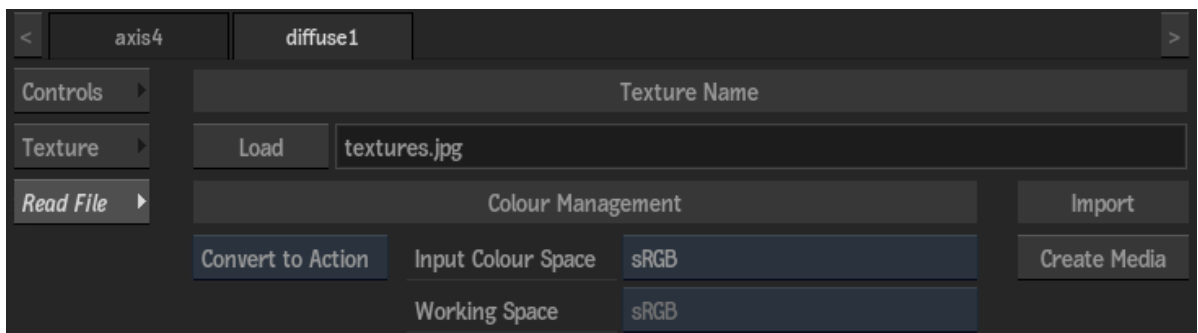 < axis4 diffuse1 >
Controls Texture Name
Texture Load textures.jpg
Read File Colour Management Import
Convert to Action Input Colour Space sRGB Create Media
Working Space sRGB